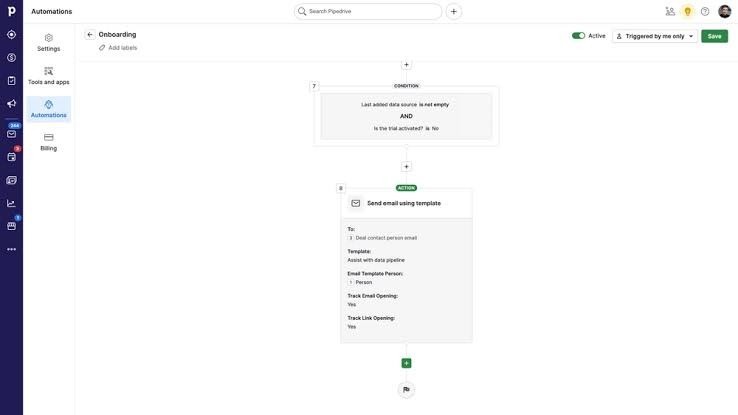 Automations
Search Pipedrive
Settings
Tools and apps
Automations
Billing
244
3
1
Onboarding
Add labels
Active
Triggered by me only
Save
7
CONDITION
Last added data source is not empty
AND
Is the trial activated? is No
8
ACTION
Send email using template
To:
3 Deal contact person email
Template:
Assist with data pipeline
Email Template Person:
1 Person
Track Email Opening:
Yes
Track Link Opening:
Yes